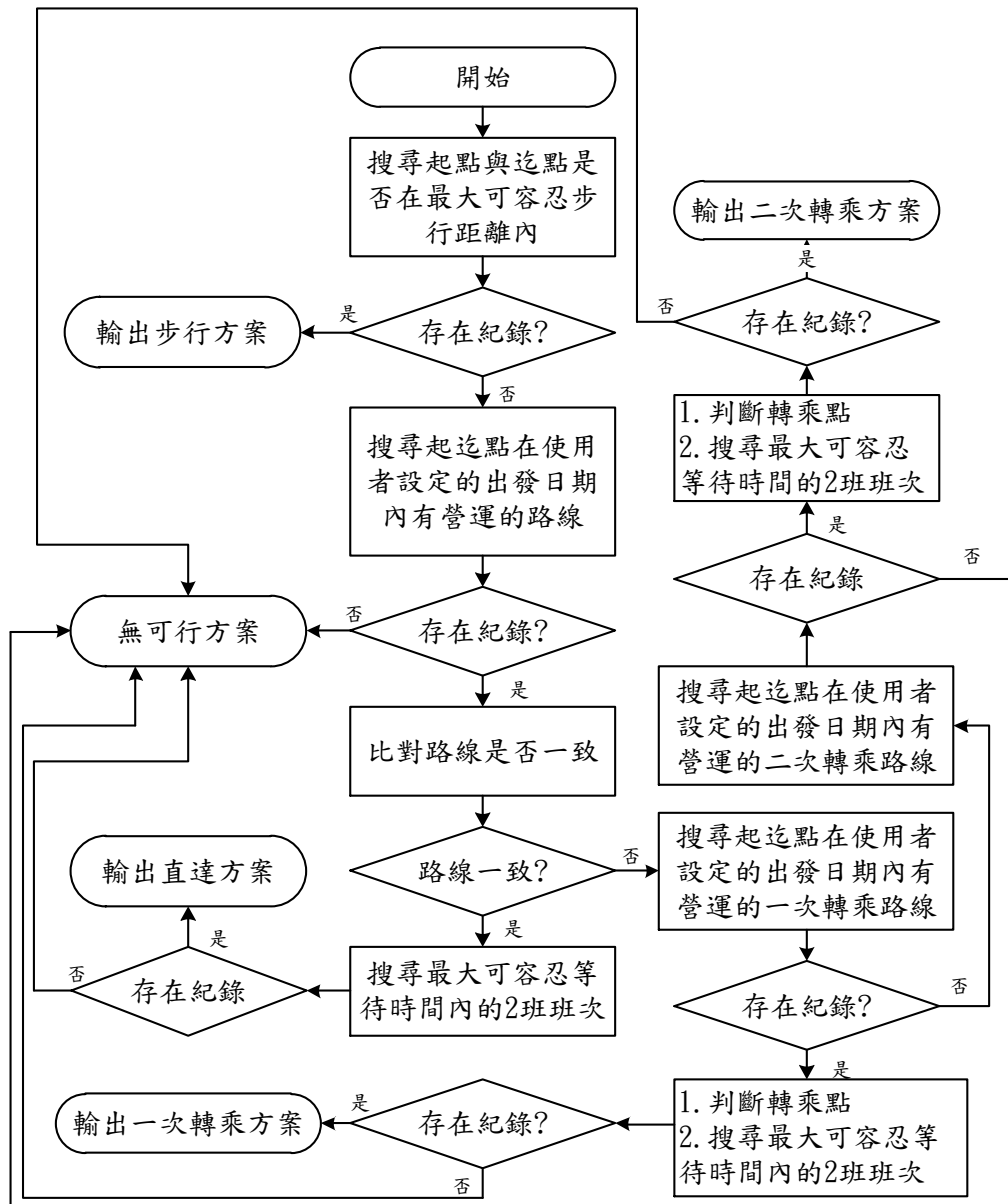 開始
搜尋起點與迄點是
否在最大可容忍步
行距離內
存在紀錄?
是
輸出步行方案
否
搜尋起迄點在使用
者設定的出發日期
內有營運的路線
存在紀錄?
否
無可行方案
是
比對路線是否一致
路線一致?
是
搜尋最大可容忍等
待時間內的2班班次
存在紀錄
是
輸出直達方案
否
否
搜尋起迄點在使用者
設定的出發日期內有
營運的一次轉乘路線
存在紀錄?
是
1.判斷轉乘點
2.搜尋最大可容忍等
待時間內的2班班次
存在紀錄?
是
輸出一次轉乘方案
否
否
搜尋起迄點在使用者
設定的出發日期內有
營運的二次轉乘路線
存在紀錄
否
是
1.判斷轉乘點
2.搜尋最大可容忍
等待時間的2班班次
存在紀錄?
否
是
輸出二次轉乘方案